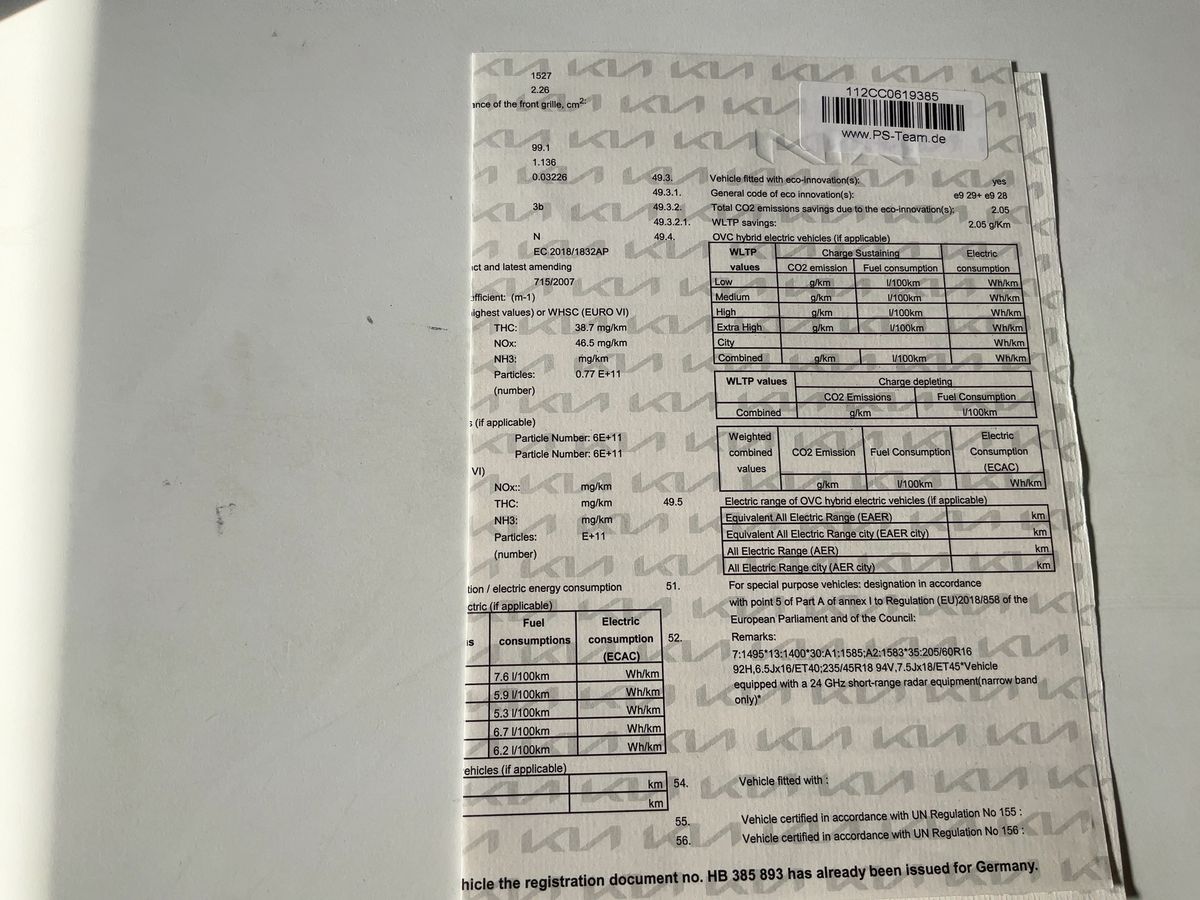 1527
2.26
ance of the front grille, cm²:
112CC0619385
www.PS-Team.de
99.1
1.136
0.03226
3b
N
EC 2018/1832AP
act and latest amending
715/2007
efficient: (m-1)
ighest values) or WHSC (EURO VI)
THC: 38.7 mg/km
NOx: 46.5 mg/km
NH3: mg/km
Particles: 0.77 E+11
(number)
s (if applicable)
Particle Number: 6E+11
Particle Number: 6E+11
VI)
NOx:: mg/km
THC: mg/km
NH3: mg/km
Particles: E+11
(number)
tion / electric energy consumption
ctric (if applicable)
Fuel Electric
s consumptions consumption
(ECAC)
7.6 l/100km Wh/km
5.9 l/100km Wh/km
5.3 l/100km Wh/km
6.7 l/100km Wh/km
6.2 l/100km Wh/km
ehicles (if applicable)
km
km
49.3. Vehicle fitted with eco-innovation(s): yes
49.3.1. General code of eco innovation(s): e9 29+ e9 28
49.3.2. Total CO2 emissions savings due to the eco-innovation(s): 2.05
49.3.2.1. WLTP savings: 2.05 g/Km
49.4. OVC hybrid electric vehicles (if applicable)
WLTP Charge Sustaining Electric
values CO2 emission Fuel consumption consumption
Low g/km l/100km Wh/km
Medium g/km l/100km Wh/km
High g/km l/100km Wh/km
Extra High g/km l/100km Wh/km
City Wh/km
Combined g/km l/100km Wh/km
WLTP values Charge depleting
CO2 Emissions Fuel Consumption
Combined g/km l/100km
Weighted Electric
combined CO2 Emission Fuel Consumption Consumption
values (ECAC)
g/km l/100km Wh/km
49.5 Electric range of OVC hybrid electric vehicles (if applicable)
Equivalent All Electric Range (EAER) km
Equivalent All Electric Range city (EAER city) km
All Electric Range (AER) km
All Electric Range city (AER city) km
51. For special purpose vehicles: designation in accordance
with point 5 of Part A of annex I to Regulation (EU)2018/858 of the
European Parliament and of the Council:
52. Remarks:
7:1495*13:1400*30:A1:1585;A2:1583*35:205/60R16
92H,6.5Jx16/ET40;235/45R18 94V,7.5Jx18/ET45*Vehicle
equipped with a 24 GHz short-range radar equipment(narrow band
only)*
54. Vehicle fitted with :
55. Vehicle certified in accordance with UN Regulation No 155 :
56. Vehicle certified in accordance with UN Regulation No 156 :
hicle the registration document no. HB 385 893 has already been issued for Germany.